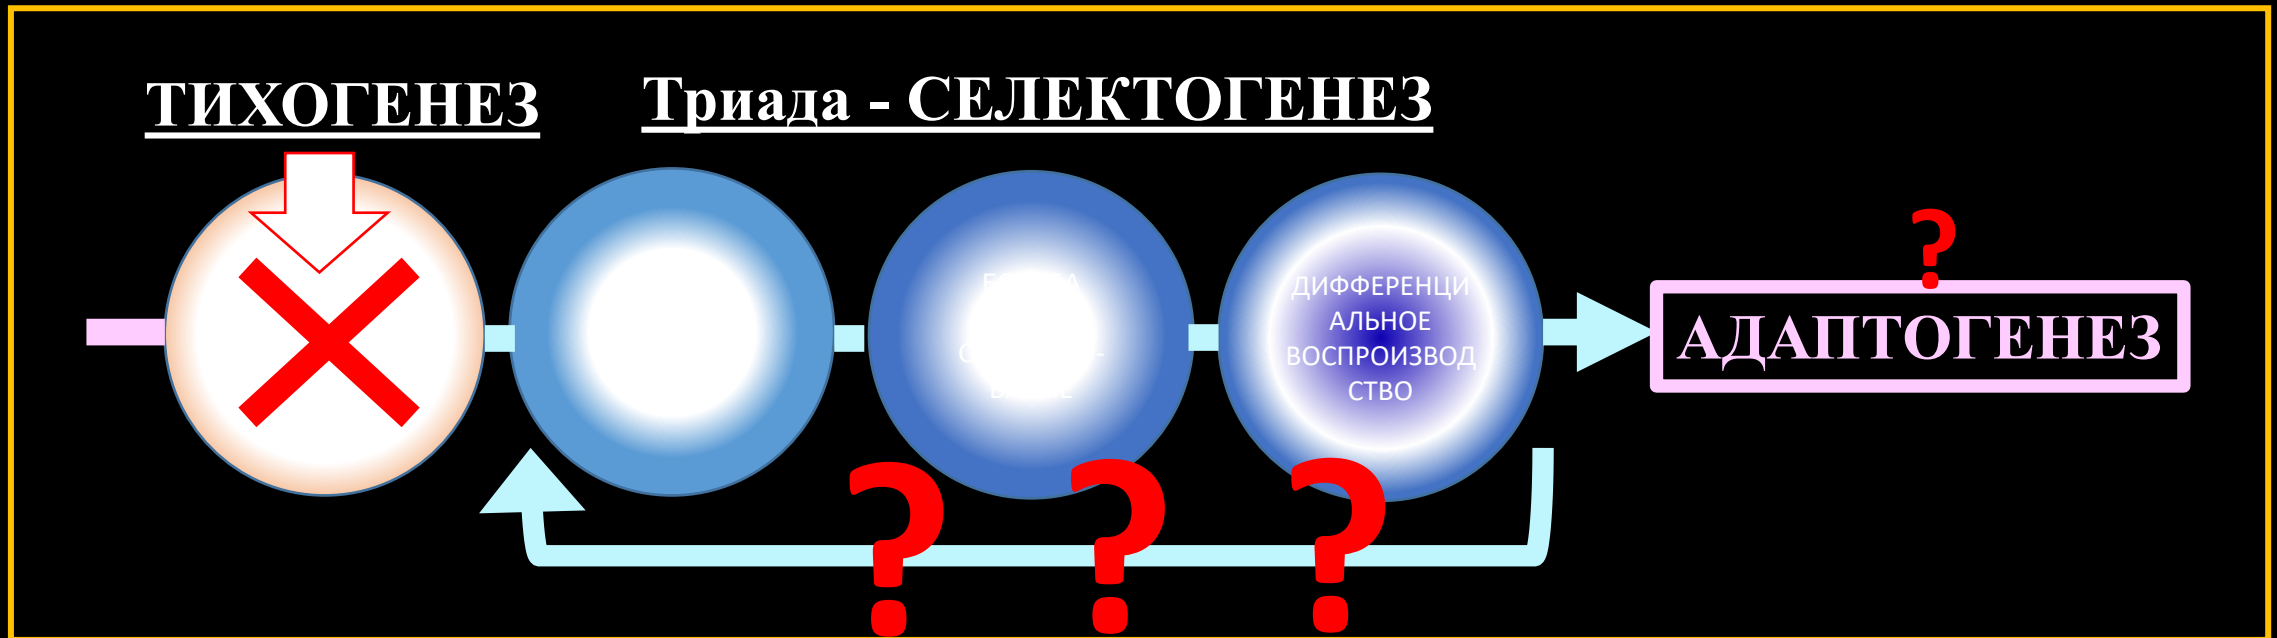 ТИХОГЕНЕЗ
Триада - СЕЛЕКТОГЕНЕЗ
ДИФФЕРЕНЦИ
АЛЬНОЕ
ВОСПРОИЗВОД
СТВО
?
АДАПТОГЕНЕЗ
? ? ?